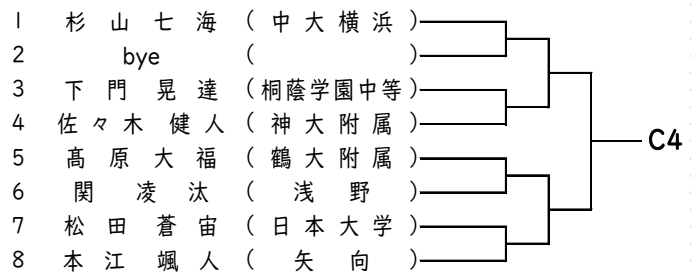 1 杉山七海 (中大横浜)
2 bye ( )
3 下門晃達 (桐蔭学園中等)
4 佐々木健人 (神大附属)
5 髙原大福 (鶴大附属)
6 関凌汰 (浅野)
7 松田蒼宙 (日本大学)
8 本江颯人 (矢向)
C4